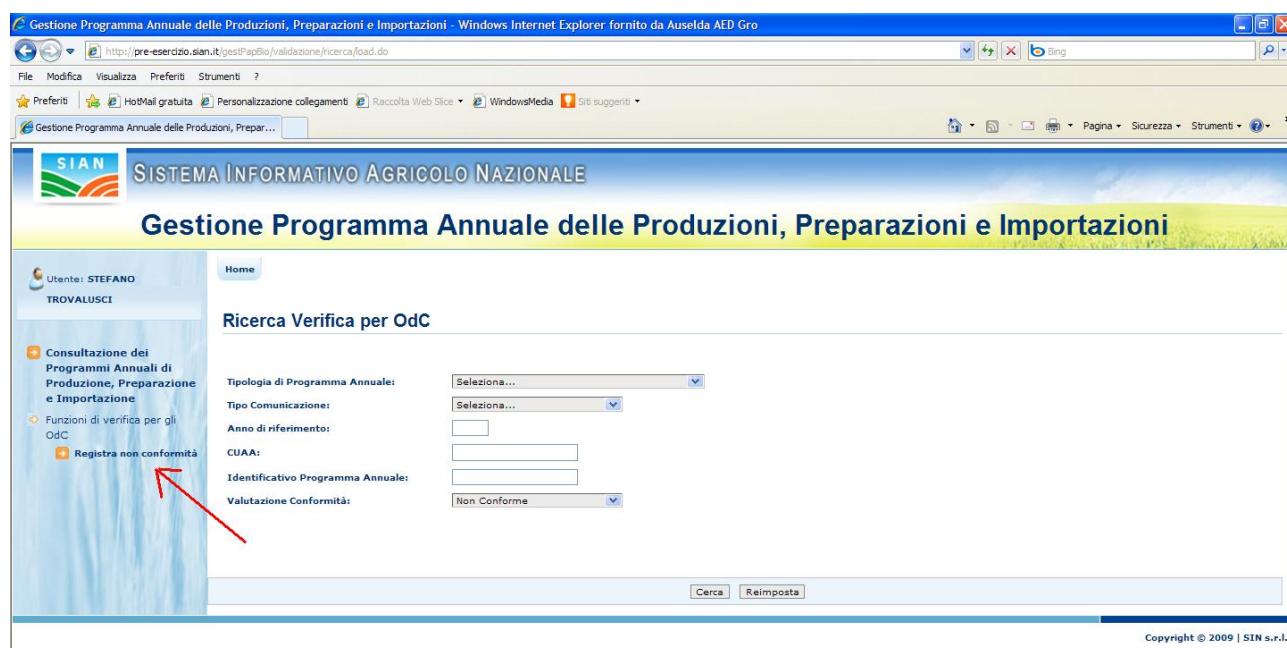 Gestione Programma Annuale delle Produzioni, Preparazioni e Importazioni - Windows Internet Explorer fornito da Auselda AED Gro
http://pre-esercizio.sian.it/gestPapBio/validazione/ricerca/load.do
Bing
File Modifica Visualizza Preferiti Strumenti ?
Preferiti HotMail gratuita Personalizzazione collegamenti Raccolta Web Slice WindowsMedia Siti suggeriti
Gestione Programma Annuale delle Produzioni, Prepar...
Pagina Sicurezza Strumenti
SIAN
SISTEMA INFORMATIVO AGRICOLO NAZIONALE
Gestione Programma Annuale delle Produzioni, Preparazioni e Importazioni
Utente: STEFANO
TROVALUSCI
Home
Ricerca Verifica per OdC
Consultazione dei
Programmi Annuali di
Produzione, Preparazione
e Importazione
Funzioni di verifica per gli
OdC
Registra non conformità
Tipologia di Programma Annuale: Seleziona...
Tipo Comunicazione: Seleziona...
Anno di riferimento:
CUAA:
Identificativo Programma Annuale:
Valutazione Conformità: Non Conforme
Cerca Reimposta
Copyright © 2009 | SIN s.r.l.